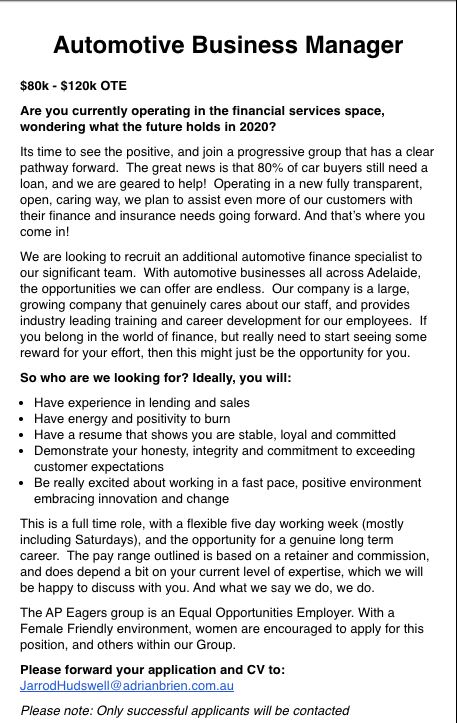 Automotive Business Manager
$80k - $120k OTE
Are you currently operating in the financial services space,
wondering what the future holds in 2020?
Its time to see the positive, and join a progressive group that has a clear
pathway forward.  The great news is that 80% of car buyers still need a
loan, and we are geared to help!  Operating in a new fully transparent,
open, caring way, we plan to assist even more of our customers with
their finance and insurance needs going forward. And that's where you
come in!
We are looking to recruit an additional automotive finance specialist to
our significant team.  With automotive businesses all across Adelaide,
the opportunities we can offer are endless.  Our company is a large,
growing company that genuinely cares about our staff, and provides
industry leading training and career development for our employees.  If
you belong in the world of finance, but really need to start seeing some
reward for your effort, then this might just be the opportunity for you.
So who are we looking for? Ideally, you will:
• Have experience in lending and sales
• Have energy and positivity to burn
• Have a resume that shows you are stable, loyal and committed
• Demonstrate your honesty, integrity and commitment to exceeding
customer expectations
• Be really excited about working in a fast pace, positive environment
embracing innovation and change
This is a full time role, with a flexible five day working week (mostly
including Saturdays), and the opportunity for a genuine long term
career.  The pay range outlined is based on a retainer and commission,
and does depend a bit on your current level of expertise, which we will
be happy to discuss with you. And what we say we do, we do.
The AP Eagers group is an Equal Opportunities Employer. With a
Female Friendly environment, women are encouraged to apply for this
position, and others within our Group.
Please forward your application and CV to:
JarrodHudswell@adrianbrien.com.au
Please note: Only successful applicants will be contacted